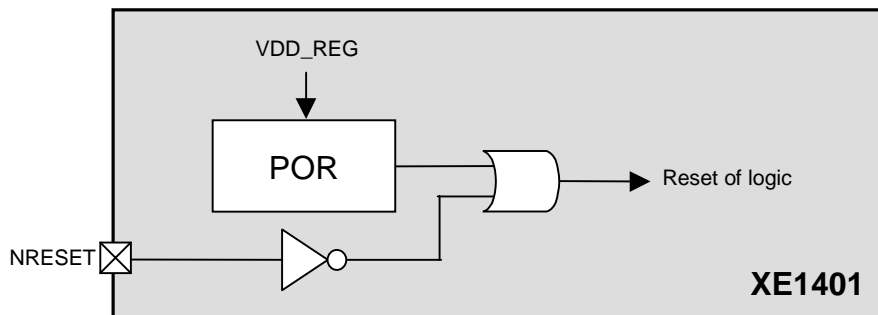 VDD_REG
POR
Reset of logic
NRESET
XE1401